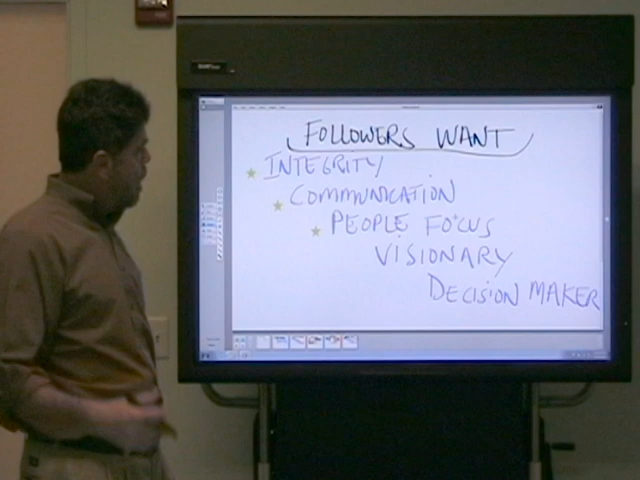 FOLLOWERS WANT
INTEGRITY
COMMUNICATION
PEOPLE FOCUS
VISIONARY
DECISION MAKER